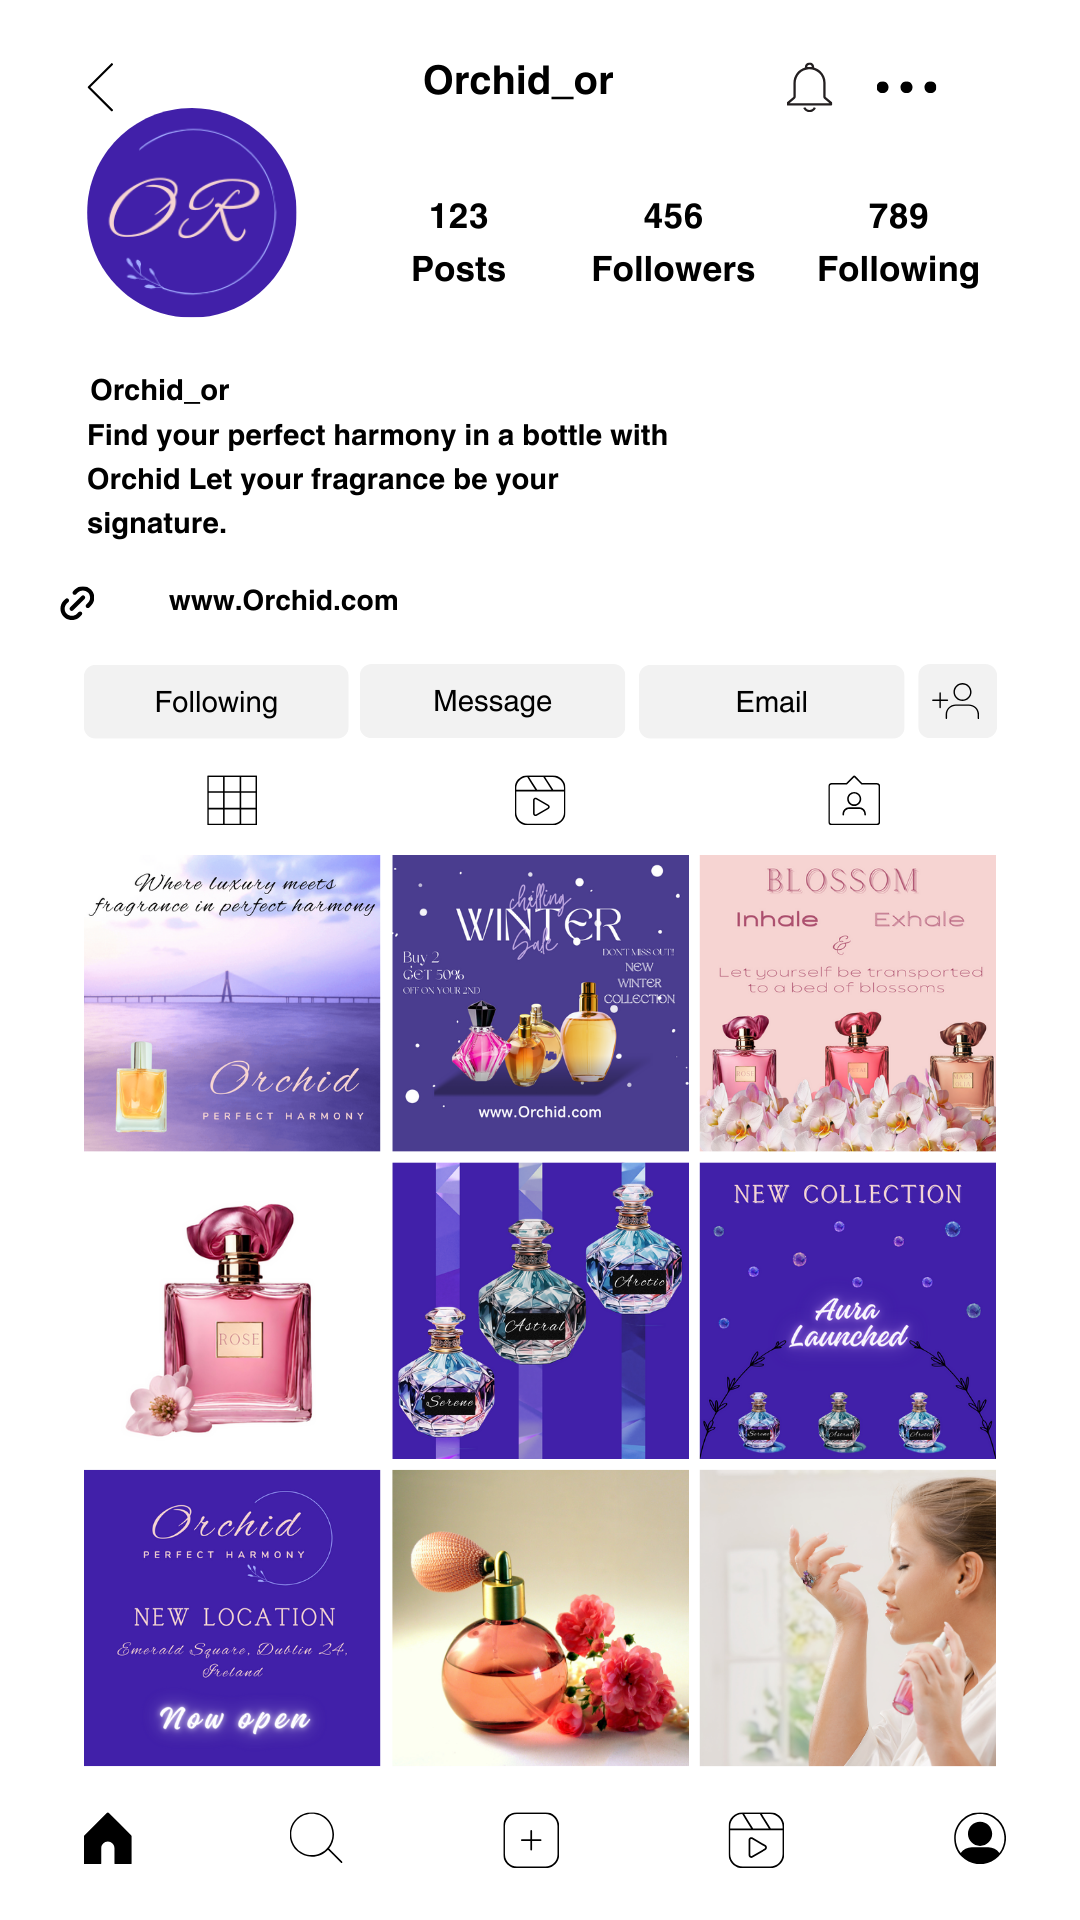 Orchid_or
OR
123
Posts
456
Followers
789
Following
Orchid_or
Find your perfect harmony in a bottle with
Orchid Let your fragrance be your
signature.
www.Orchid.com
Following
Message
Email
Where luxury meets
fragrance in perfect harmony
Orchid
PERFECT HARMONY
chilling
WINTER
Sale
Buy 2
GET 50%
OFF ON YOUR 2ND
DON'T MISS OUT!
NEW
WINTER
COLLECTION
www.Orchid.com
BLOSSOM
Inhale Exhale
&
Let yourself be transported
to a bed of blossoms
ROSE
Arctic
Astral
Serene
NEW COLLECTION
Aura
Launched
Serene
Astral
Arctic
Orchid
PERFECT HARMONY
NEW LOCATION
Emerald Square, Dublin 24,
Ireland
Now open